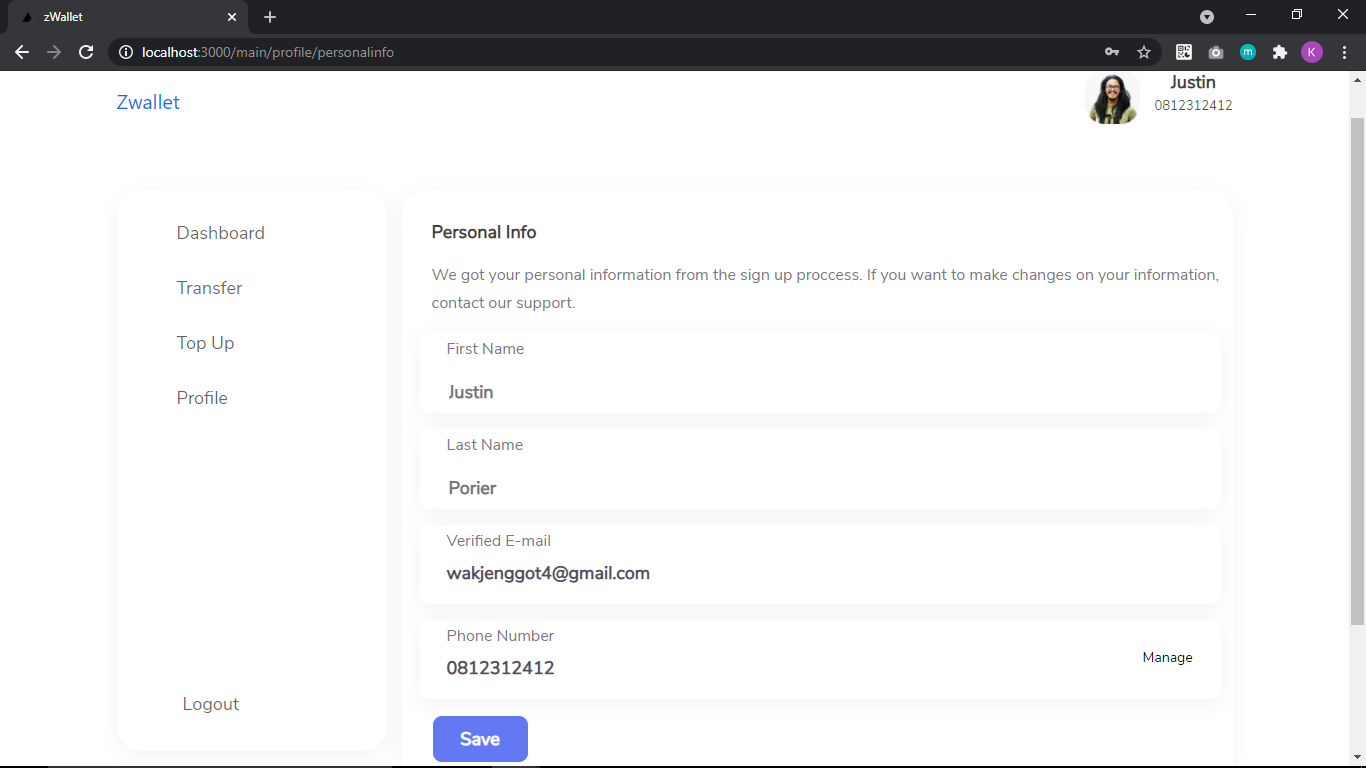 zWallet
localhost:3000/main/profile/personalinfo
K
m
Zwallet
Justin
0812312412
Dashboard
Transfer
Top Up
Profile
Logout
Personal Info
We got your personal information from the sign up proccess. If you want to make changes on your information,
contact our support.
First Name
Justin
Last Name
Porier
Verified E-mail
wakjenggot4@gmail.com
Phone Number
0812312412
Manage
Save